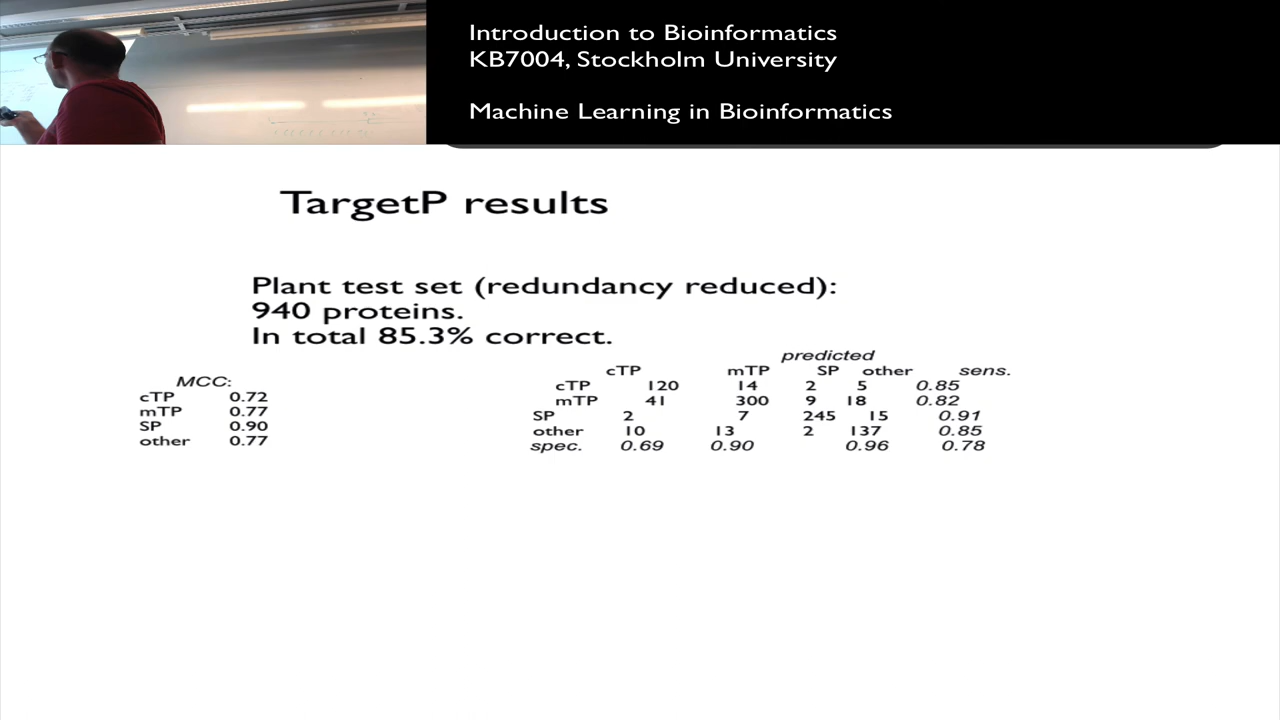 Introduction to Bioinformatics
KB7004, Stockholm University
Machine Learning in Bioinformatics
TargetP results
Plant test set (redundancy reduced):
940 proteins.
In total 85.3% correct.
MCC:
cTP 0.72
mTP 0.77
SP 0.90
other 0.77
predicted
cTP mTP SP other sens.
cTP 120 14 2 5 0.85
mTP 41 300 9 18 0.82
SP 2 7 245 15 0.91
other 10 13 2 137 0.85
spec. 0.69 0.90 0.96 0.78